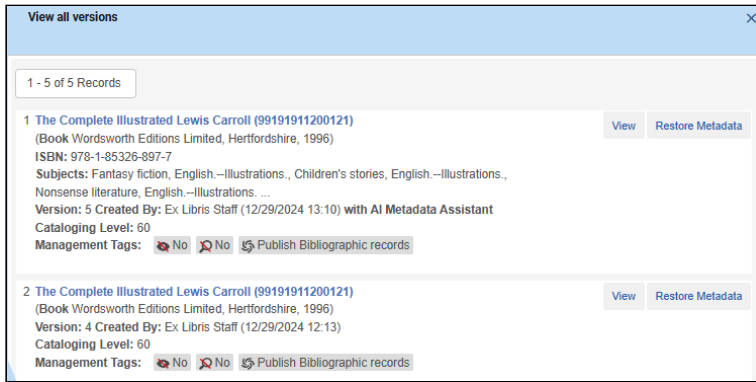 View all versions
1 - 5 of 5 Records
1 The Complete Illustrated Lewis Carroll (99191911200121)
View
Restore Metadata
(Book Wordsworth Editions Limited, Hertfordshire, 1996)
ISBN: 978-1-85326-897-7
Subjects: Fantasy fiction, English.--Illustrations., Children's stories, English.--Illustrations.,
Nonsense literature, English.--Illustrations. ...
Version: 5 Created By: Ex Libris Staff (12/29/2024 13:10) with AI Metadata Assistant
Cataloging Level: 60
Management Tags: No No Publish Bibliographic records
2 The Complete Illustrated Lewis Carroll (99191911200121)
View
Restore Metadata
(Book Wordsworth Editions Limited, Hertfordshire, 1996)
Version: 4 Created By: Ex Libris Staff (12/29/2024 12:13)
Cataloging Level: 60
Management Tags: No No Publish Bibliographic records